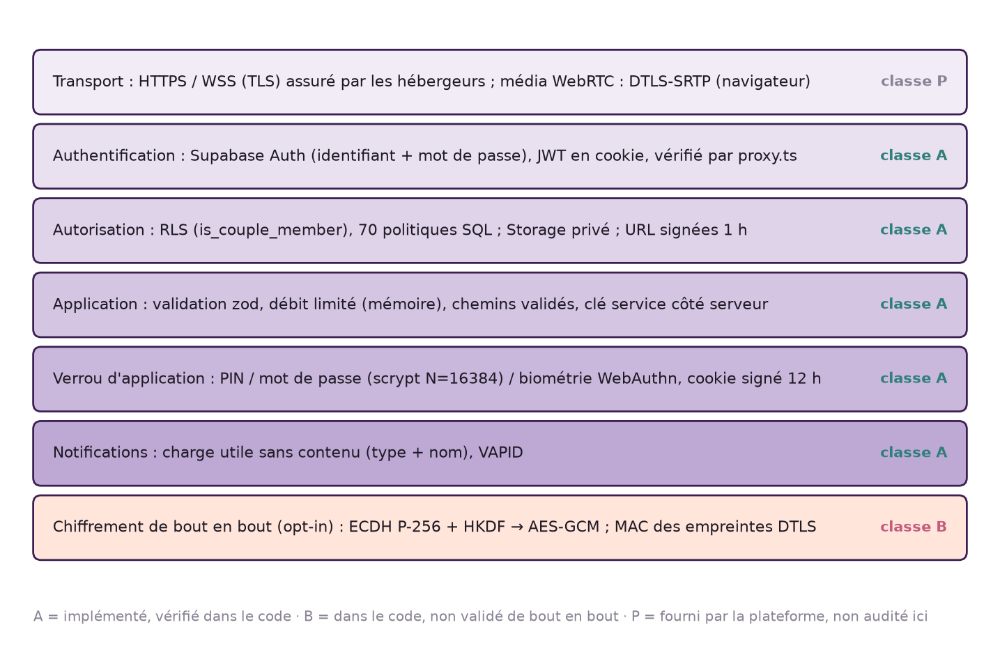 Transport : HTTPS / WSS (TLS) assuré par les hébergeurs ; média WebRTC : DTLS-SRTP (navigateur) classe P
Authentification : Supabase Auth (identifiant + mot de passe), JWT en cookie, vérifié par proxy.ts classe A
Autorisation : RLS (is_couple_member), 70 politiques SQL ; Storage privé ; URL signées 1 h classe A
Application : validation zod, débit limité (mémoire), chemins validés, clé service côté serveur classe A
Verrou d'application : PIN / mot de passe (scrypt N=16384) / biométrie WebAuthn, cookie signé 12 h classe A
Notifications : charge utile sans contenu (type + nom), VAPID classe A
Chiffrement de bout en bout (opt-in) : ECDH P-256 + HKDF → AES-GCM ; MAC des empreintes DTLS classe B
A = implémenté, vérifié dans le code · B = dans le code, non validé de bout en bout · P = fourni par la plateforme, non audité ici